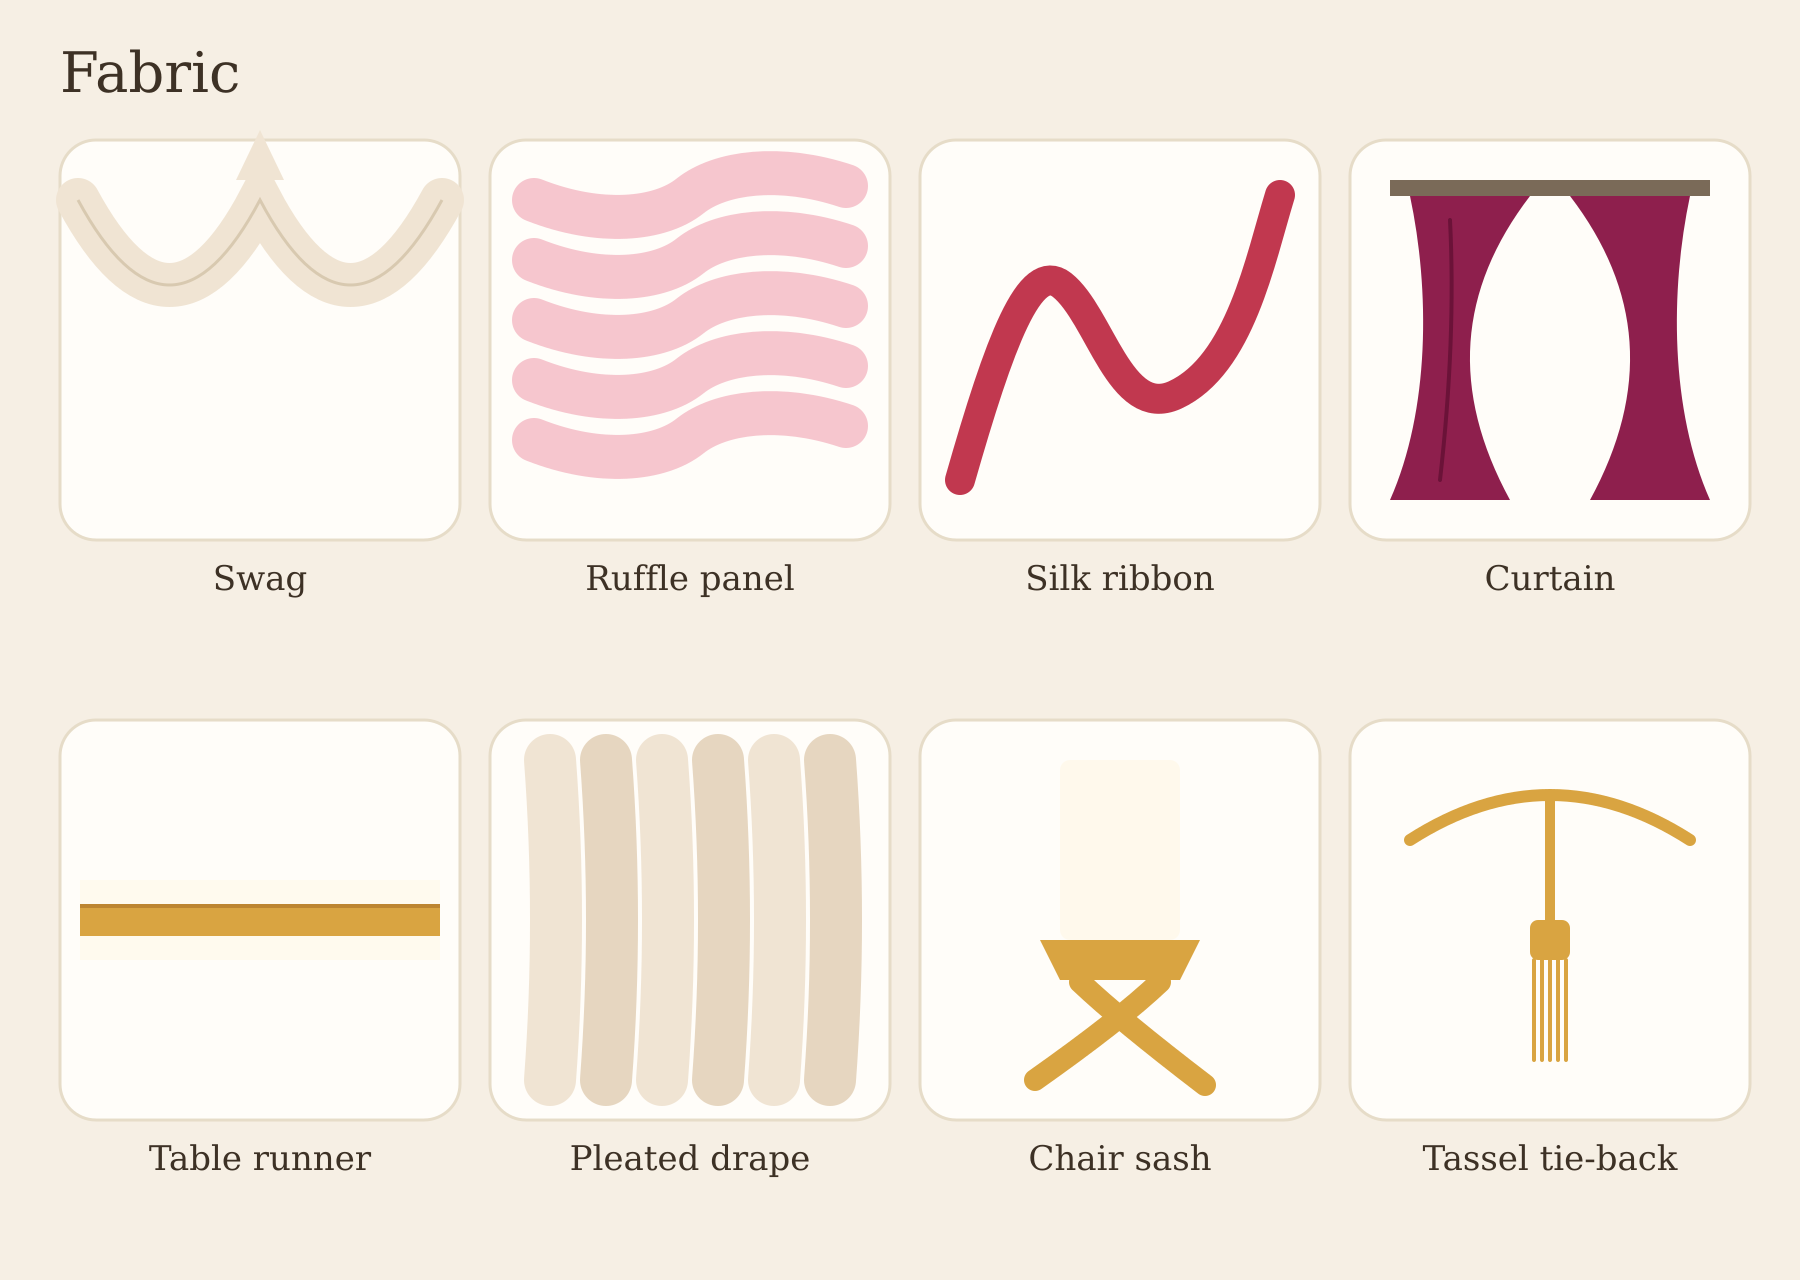 Fabric
Swag
Ruffle panel
Silk ribbon
Curtain
Table runner
Pleated drape
Chair sash
Tassel tie-back